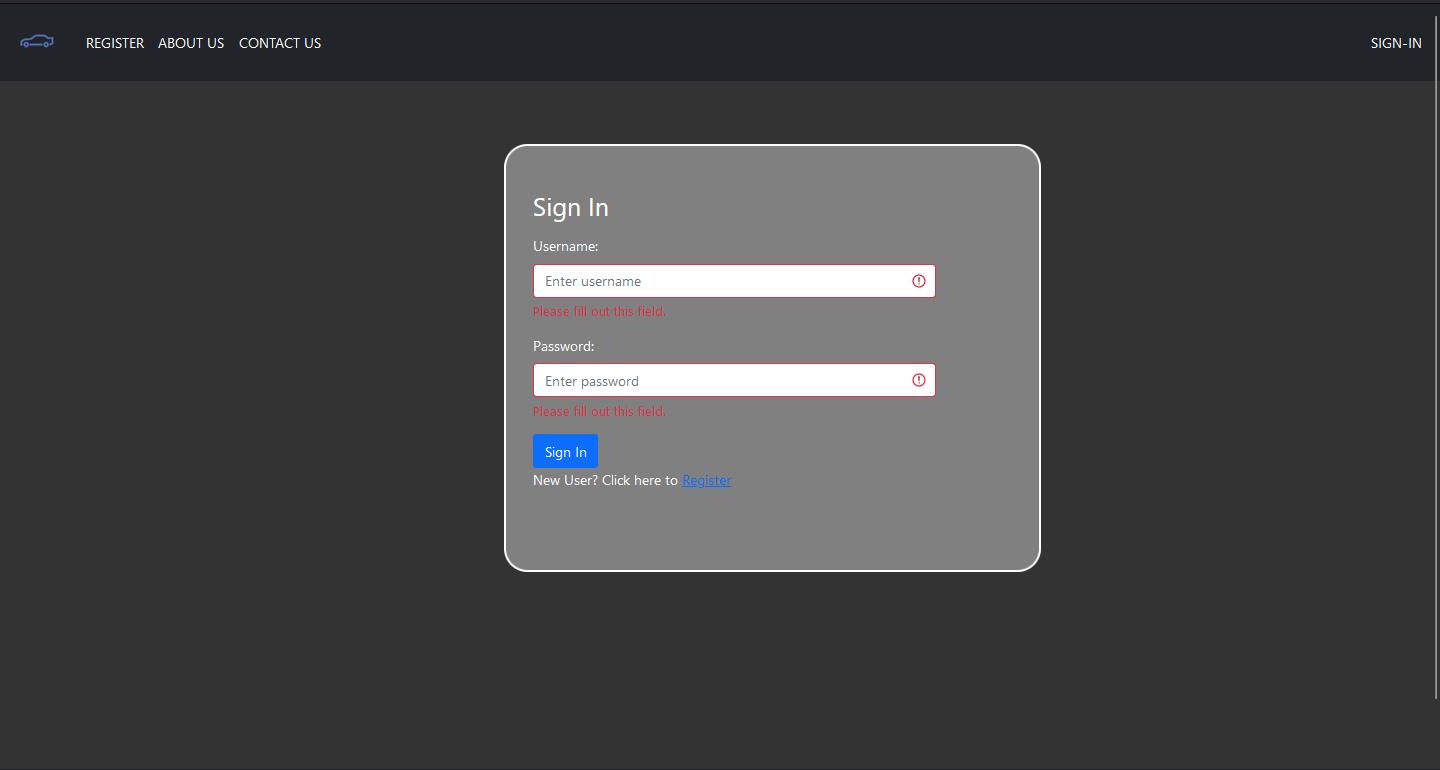 REGISTER ABOUT US CONTACT US SIGN-IN
Sign In
Username:
Enter username
Please fill out this field.
Password:
Enter password
Please fill out this field.
Sign In
New User? Click here to Register